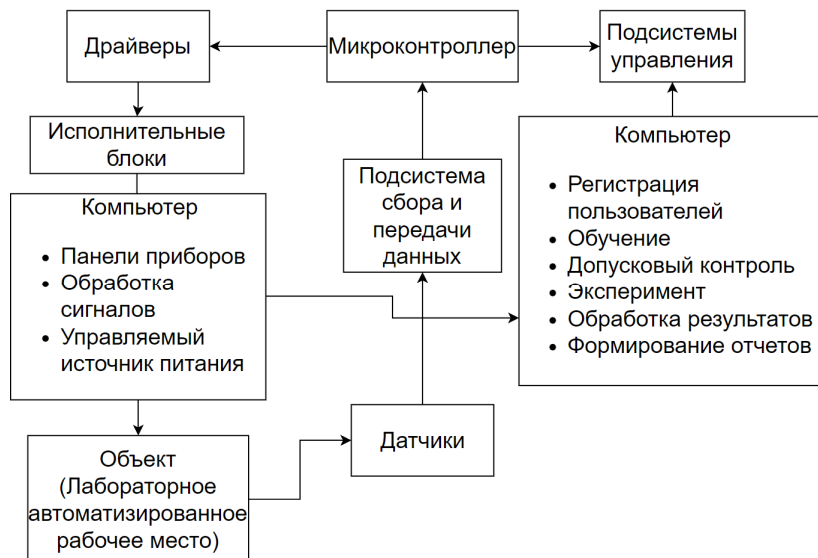 Драйверы
Микроконтроллер
Подсистемы
управления
Исполнительные
блоки
Компьютер
• Панели приборов
• Обработка
сигналов
• Управляемый
источник питания
Подсистема
сбора и
передачи
данных
Компьютер
• Регистрация
пользователей
• Обучение
• Допусковый контроль
• Эксперимент
• Обработка результатов
• Формирование отчетов
Объект
(Лабораторное
автоматизированное
рабочее место)
Датчики